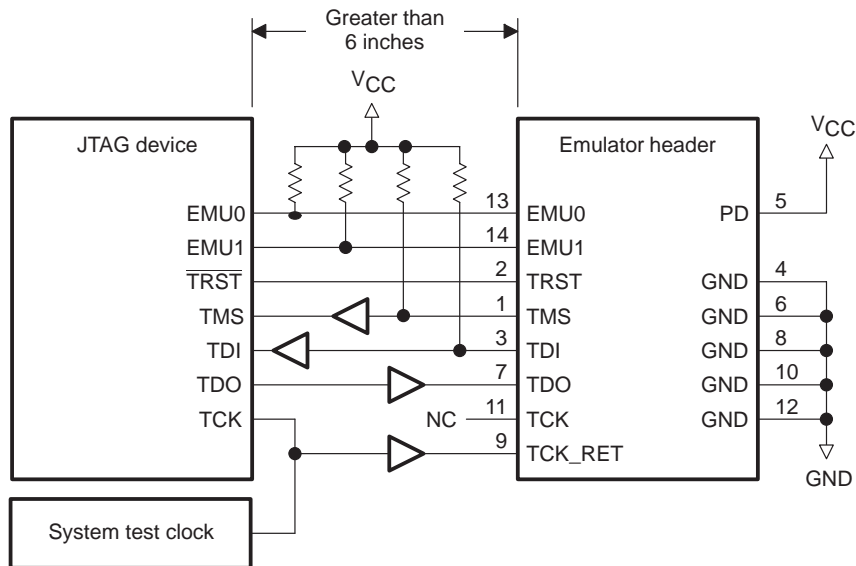 Greater than
6 inches
VCC
JTAG device
Emulator header
VCC
EMU0 13 EMU0 PD 5
EMU1 14 EMU1
TRST 2 TRST GND 4
TMS 1 TMS GND 6
TDI 3 TDI GND 8
TDO 7 TDO GND 10
TCK NC 11 TCK GND 12
9 TCK_RET
GND
System test clock